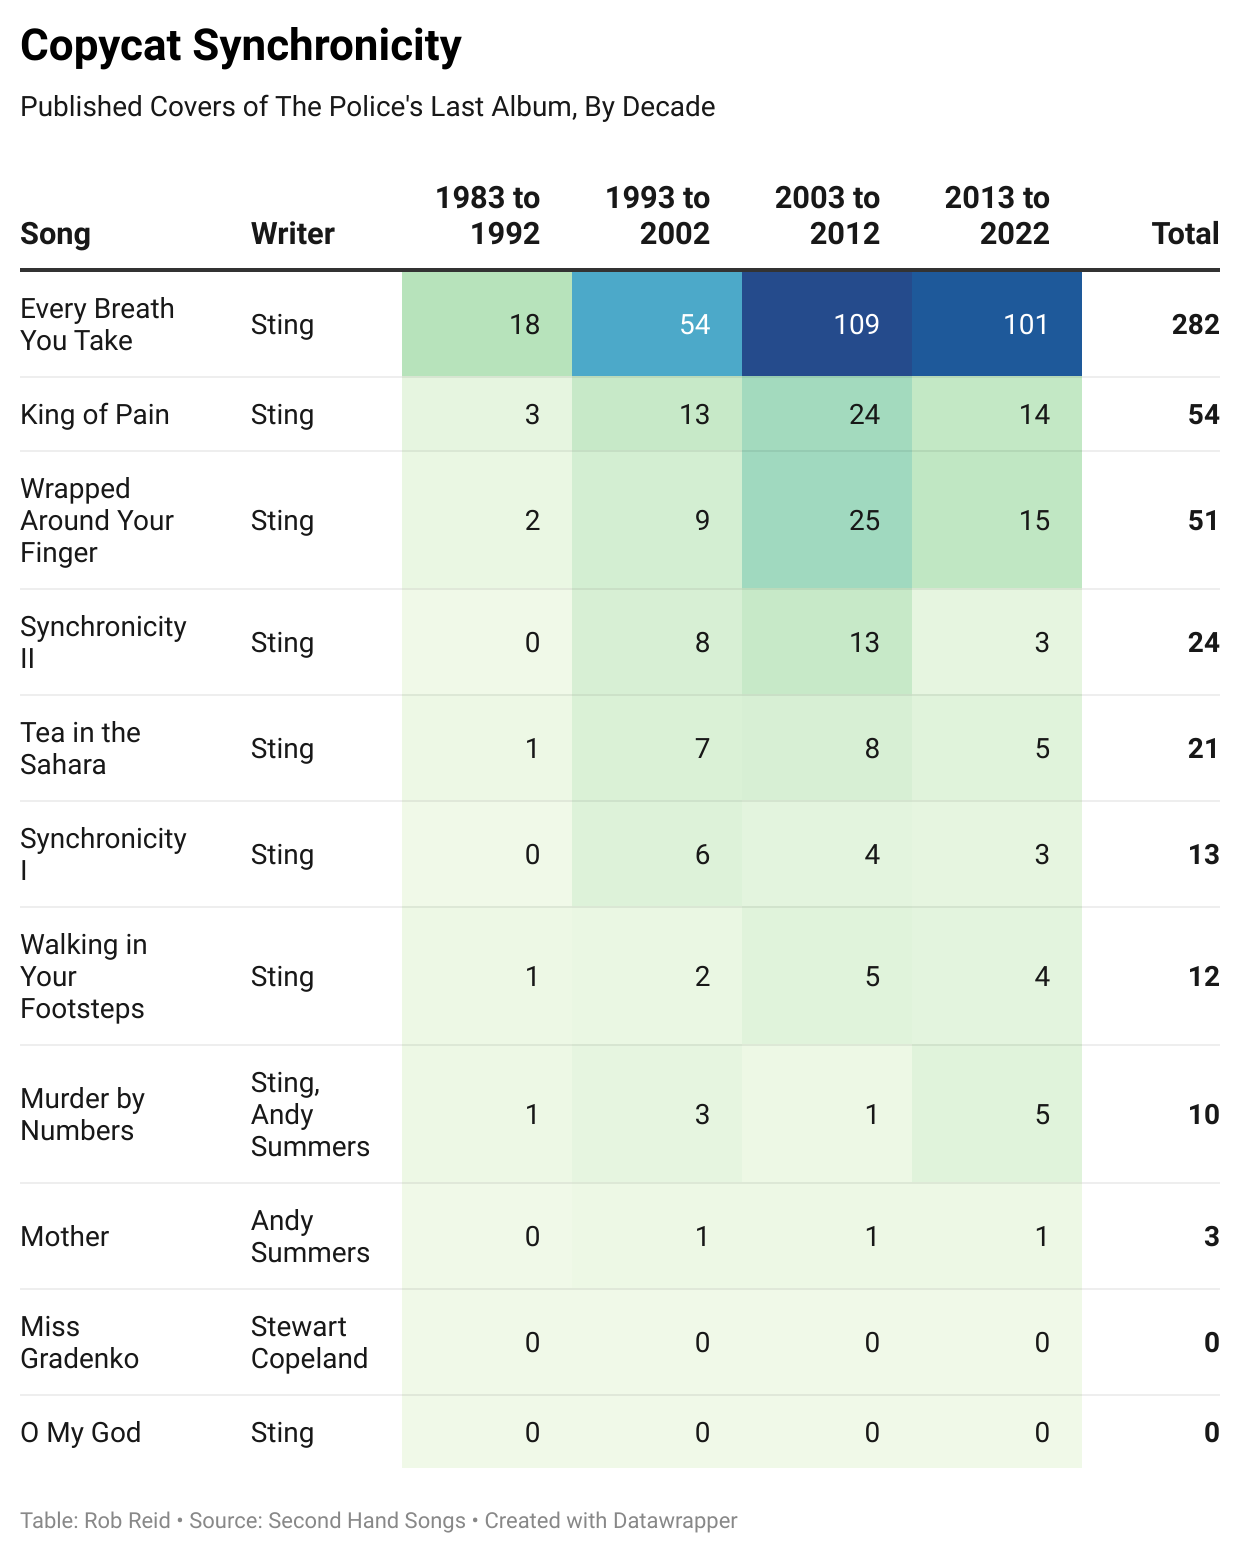 Copycat Synchronicity
Published Covers of The Police's Last Album, By Decade
Song Writer 1983 to 1992 1993 to 2002 2003 to 2012 2013 to 2022 Total
Every Breath You Take Sting 18 54 109 101 282
King of Pain Sting 3 13 24 14 54
Wrapped Around Your Finger Sting 2 9 25 15 51
Synchronicity II Sting 0 8 13 3 24
Tea in the Sahara Sting 1 7 8 5 21
Synchronicity I Sting 0 6 4 3 13
Walking in Your Footsteps Sting 1 2 5 4 12
Murder by Numbers Sting, Andy Summers 1 3 1 5 10
Mother Andy Summers 0 1 1 1 3
Miss Gradenko Stewart Copeland 0 0 0 0 0
O My God Sting 0 0 0 0 0
Table: Rob Reid • Source: Second Hand Songs • Created with Datawrapper